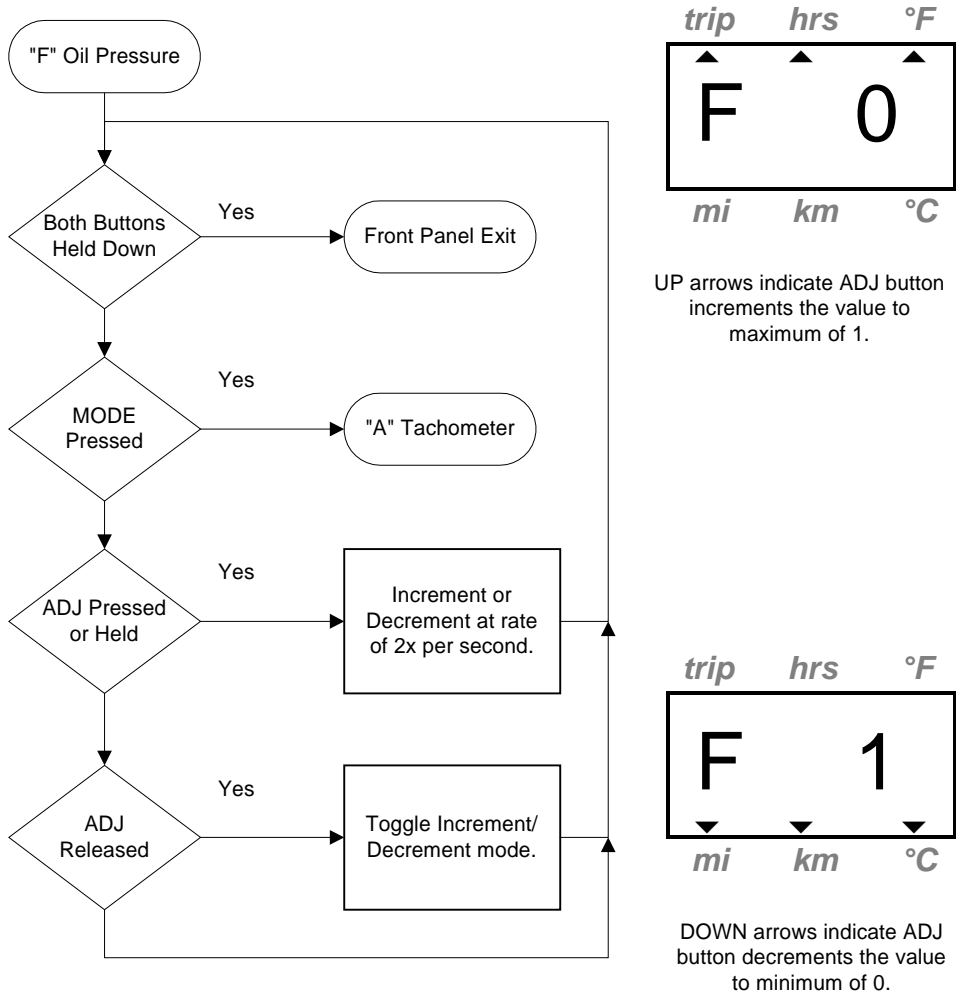 "F" Oil Pressure
Both Buttons
Held Down
Yes
Front Panel Exit
MODE
Pressed
Yes
"A" Tachometer
ADJ Pressed
or Held
Yes
Increment or
Decrement at rate
of 2x per second.
ADJ
Released
Yes
Toggle Increment/
Decrement mode.
trip hrs °F
F 0
mi km °C
UP arrows indicate ADJ button
increments the value to
maximum of 1.
trip hrs °F
F 1
mi km °C
DOWN arrows indicate ADJ
button decrements the value
to minimum of 0.